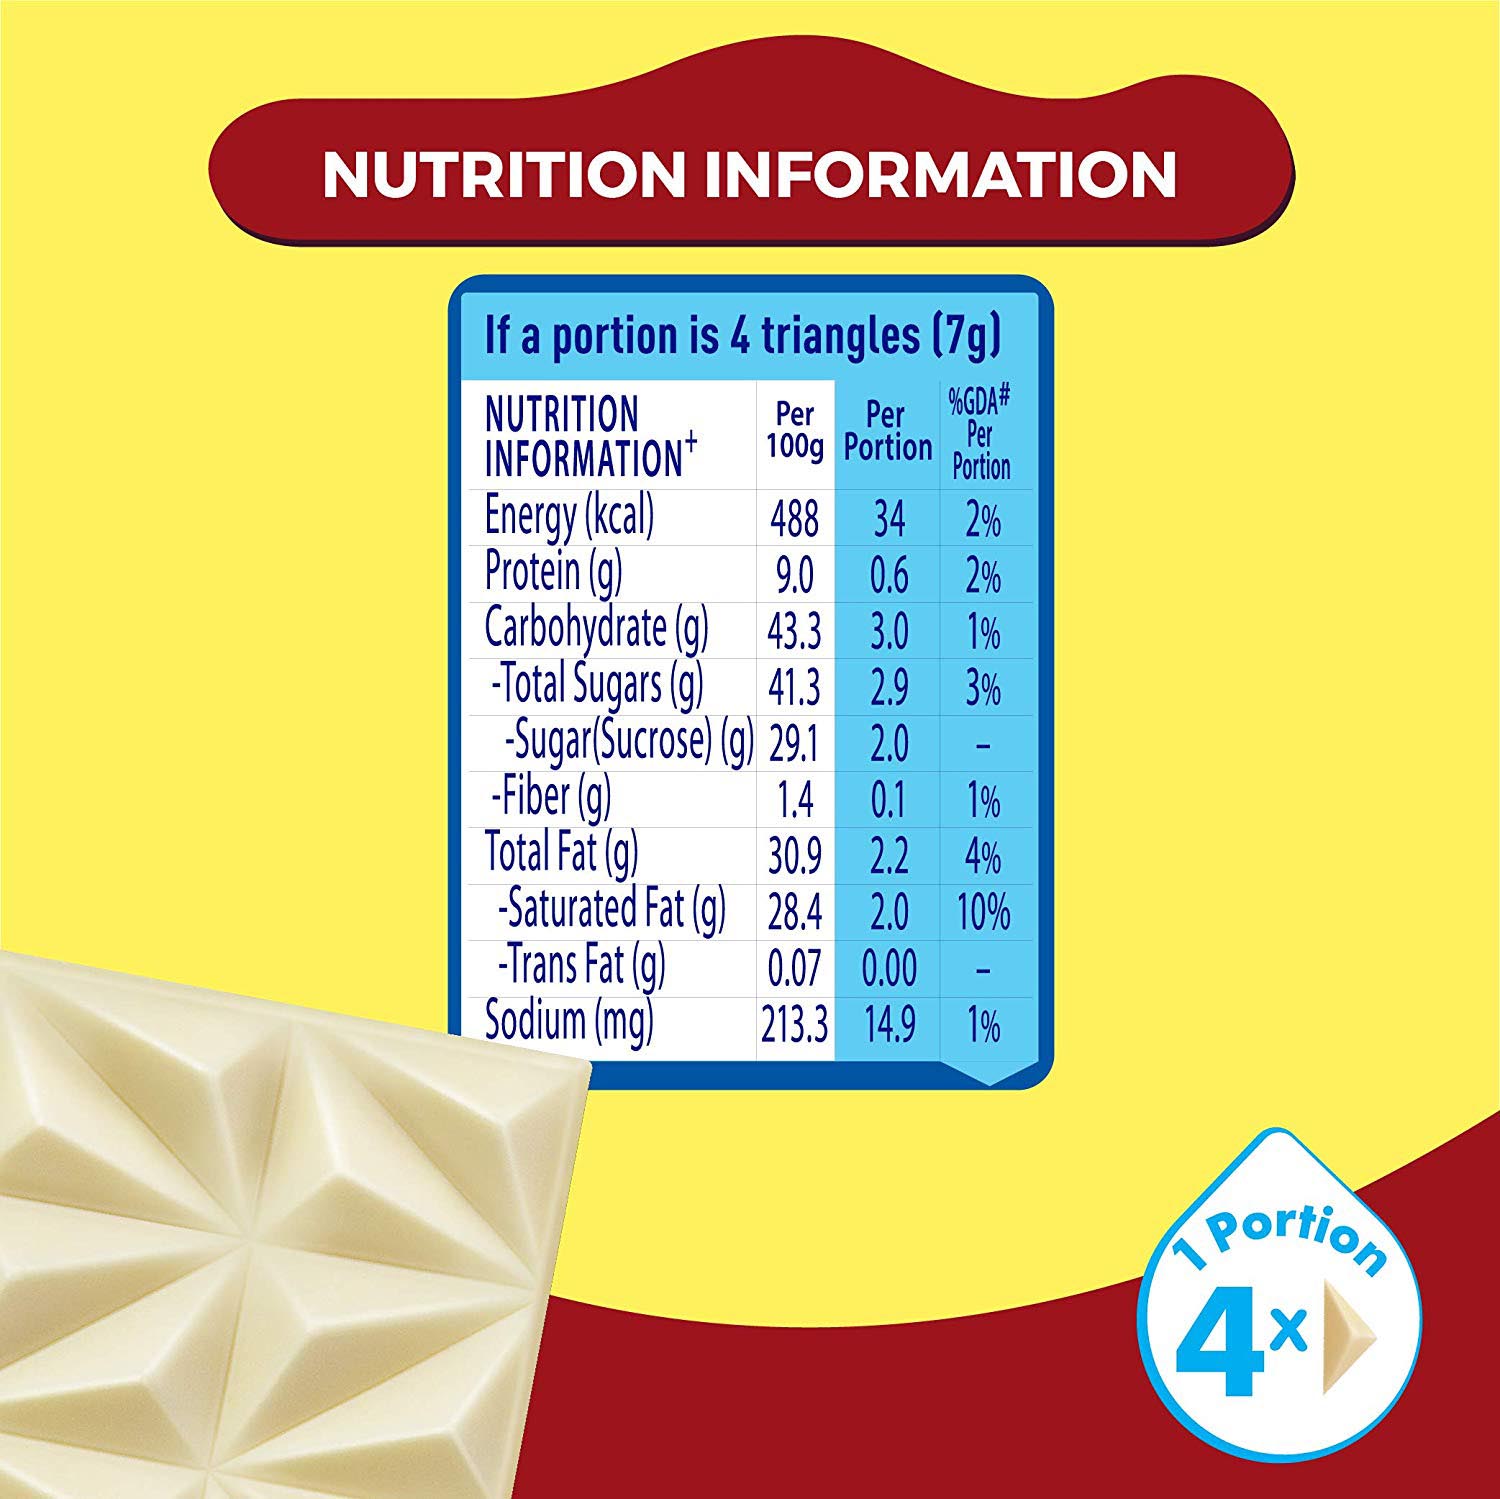 NUTRITION INFORMATION
If a portion is 4 triangles (7g)
NUTRITION INFORMATION+ Per 100g Per Portion %GDA# Per Portion
Energy (kcal) 488 34 2%
Protein (g) 9.0 0.6 2%
Carbohydrate (g) 43.3 3.0 1%
-Total Sugars (g) 41.3 2.9 3%
-Sugar(Sucrose) (g) 29.1 2.0 –
-Fiber (g) 1.4 0.1 1%
Total Fat (g) 30.9 2.2 4%
-Saturated Fat (g) 28.4 2.0 10%
-Trans Fat (g) 0.07 0.00 –
Sodium (mg) 213.3 14.9 1%
1 Portion
4x